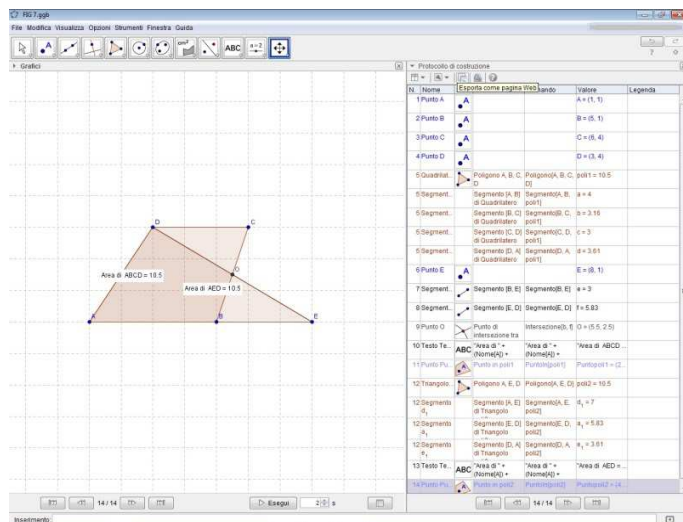 FIG 7.ggb
File Modifica Visualizza Opzioni Strumenti Finestra Guida
ABC a=2
Grafici
Protocollo di costruzione
Esporta come pagina Web
N. Nome ando Valore Legenda
1 Punto A A = (1, 1)
2 Punto B B = (5, 1)
3 Punto C C = (6, 4)
4 Punto D D = (3, 4)
5 Quadrilat.. Poligono A, B, C, D Poligono[A, B, C, D] poli1 = 10.5
5 Segment.. Segmento [A, B] di Quadrilatero Segmento[A, B, poli1] a = 4
5 Segment.. Segmento [B, C] di Quadrilatero Segmento[B, C, poli1] b = 3.16
5 Segment.. Segmento [C, D] di Quadrilatero Segmento[C, D, poli1] c = 3
5 Segment.. Segmento [D, A] di Quadrilatero Segmento[D, A, poli1] d = 3.61
6 Punto E E = (8, 1)
7 Segment.. Segmento [B, E] Segmento[B, E] e = 3
8 Segment.. Segmento [E, D] Segmento[E, D] f = 5.83
9 Punto O Punto di intersezione tra Intersezione[b, f] O = (5.5, 2.5)
10 Testo Te.. ABC "Area di " + (Nome[A]) + "Area di " + (Nome[A]) + "Area di ABCD ...
11 Punto Pu.. Punto in poli1 PuntoIn[poli1] Puntopoli1 = (2...
12 Triangolo.. Poligono A, E, D Poligono[A, E, D] poli2 = 10.5
12 Segmento d₁ Segmento [A, E] di Triangolo Segmento[A, E, poli2] d₁ = 7
12 Segmento a₁ Segmento [E, D] di Triangolo Segmento[E, D, poli2] a₁ = 5.83
12 Segmento e₁ Segmento [D, A] di Triangolo Segmento[D, A, poli2] e₁ = 3.61
13 Testo Te.. ABC "Area di " + (Nome[A]) + "Area di " + (Nome[A]) + "Area di AED = ...
14 Punto Pu.. Punto in poli2 PuntoIn[poli2] Puntopoli2 = (4...
D C
O
Area di ABCD = 10.5
Area di AED = 10.5
A B E
14 / 14 Esegui 2 s
14 / 14
Inserimento: